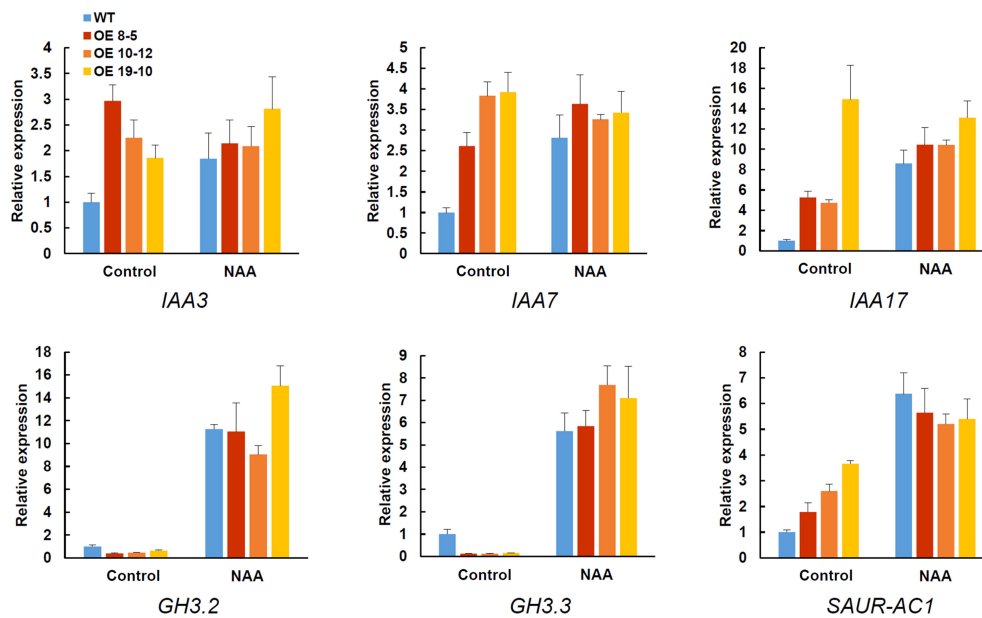 WT
OE 8-5
OE 10-12
OE 19-10
Relative expression
4
3.5
3
2.5
2
1.5
1
0.5
0
Control NAA
IAA3
Relative expression
5
4.5
4
3.5
3
2.5
2
1.5
1
0.5
0
Control NAA
IAA7
Relative expression
20
18
16
14
12
10
8
6
4
2
0
Control NAA
IAA17
Relative expression
18
16
14
12
10
8
6
4
2
0
Control NAA
GH3.2
Relative expression
9
8
7
6
5
4
3
2
1
0
Control NAA
GH3.3
Relative expression
8
7
6
5
4
3
2
1
0
Control NAA
SAUR-AC1